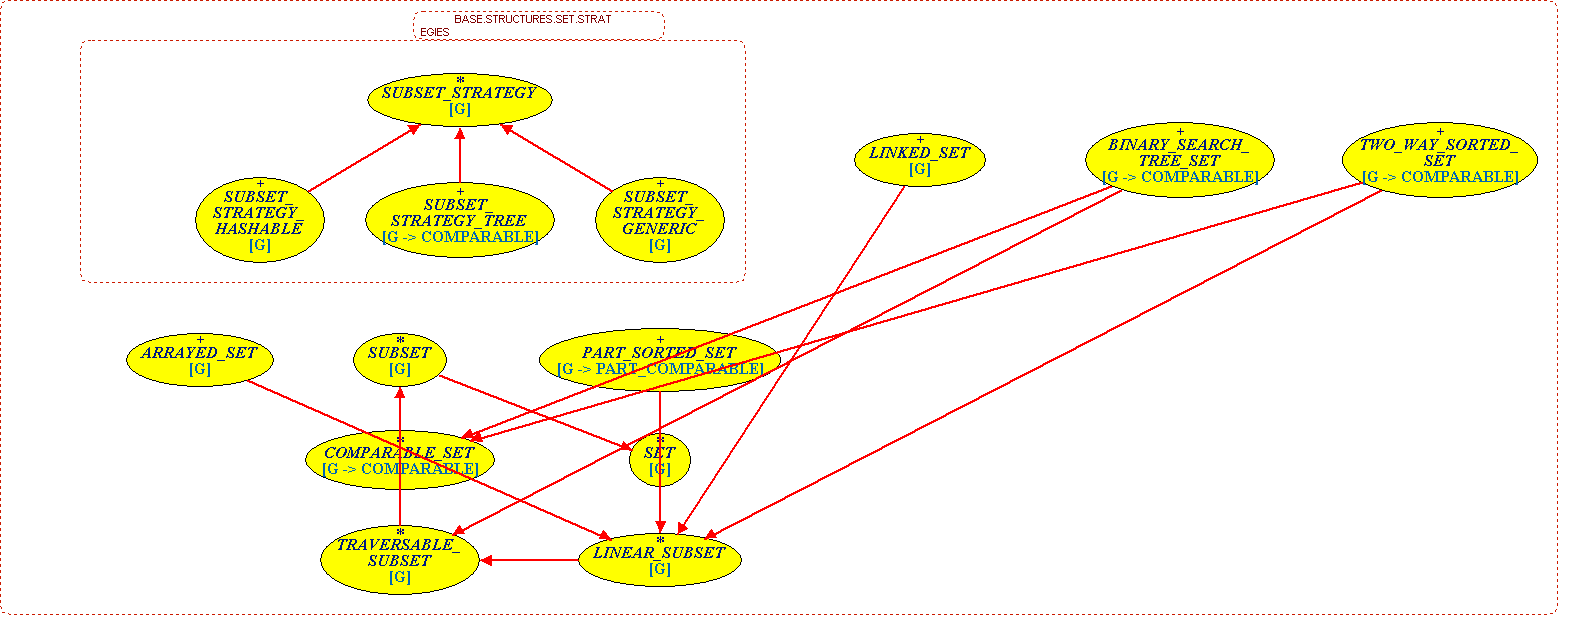 BASE.STRUCTURES.SET.STRAT
EGIES
*
SUBSET_STRATEGY
[G]
+
SUBSET_
STRATEGY_
HASHABLE
[G]
+
SUBSET_
STRATEGY_TREE
[G -> COMPARABLE]
+
SUBSET_
STRATEGY_
GENERIC
[G]
+
LINKED_SET
[G]
+
BINARY_SEARCH_
TREE_SET
[G -> COMPARABLE]
+
TWO_WAY_SORTED_
SET
[G -> COMPARABLE]
+
ARRAYED_SET
[G]
*
SUBSET
[G]
+
PART_SORTED_SET
[G -> PART_COMPARABLE]
*
COMPARABLE_SET
[G -> COMPARABLE]
*
SET
[G]
*
TRAVERSABLE_
SUBSET
[G]
*
LINEAR_SUBSET
[G]